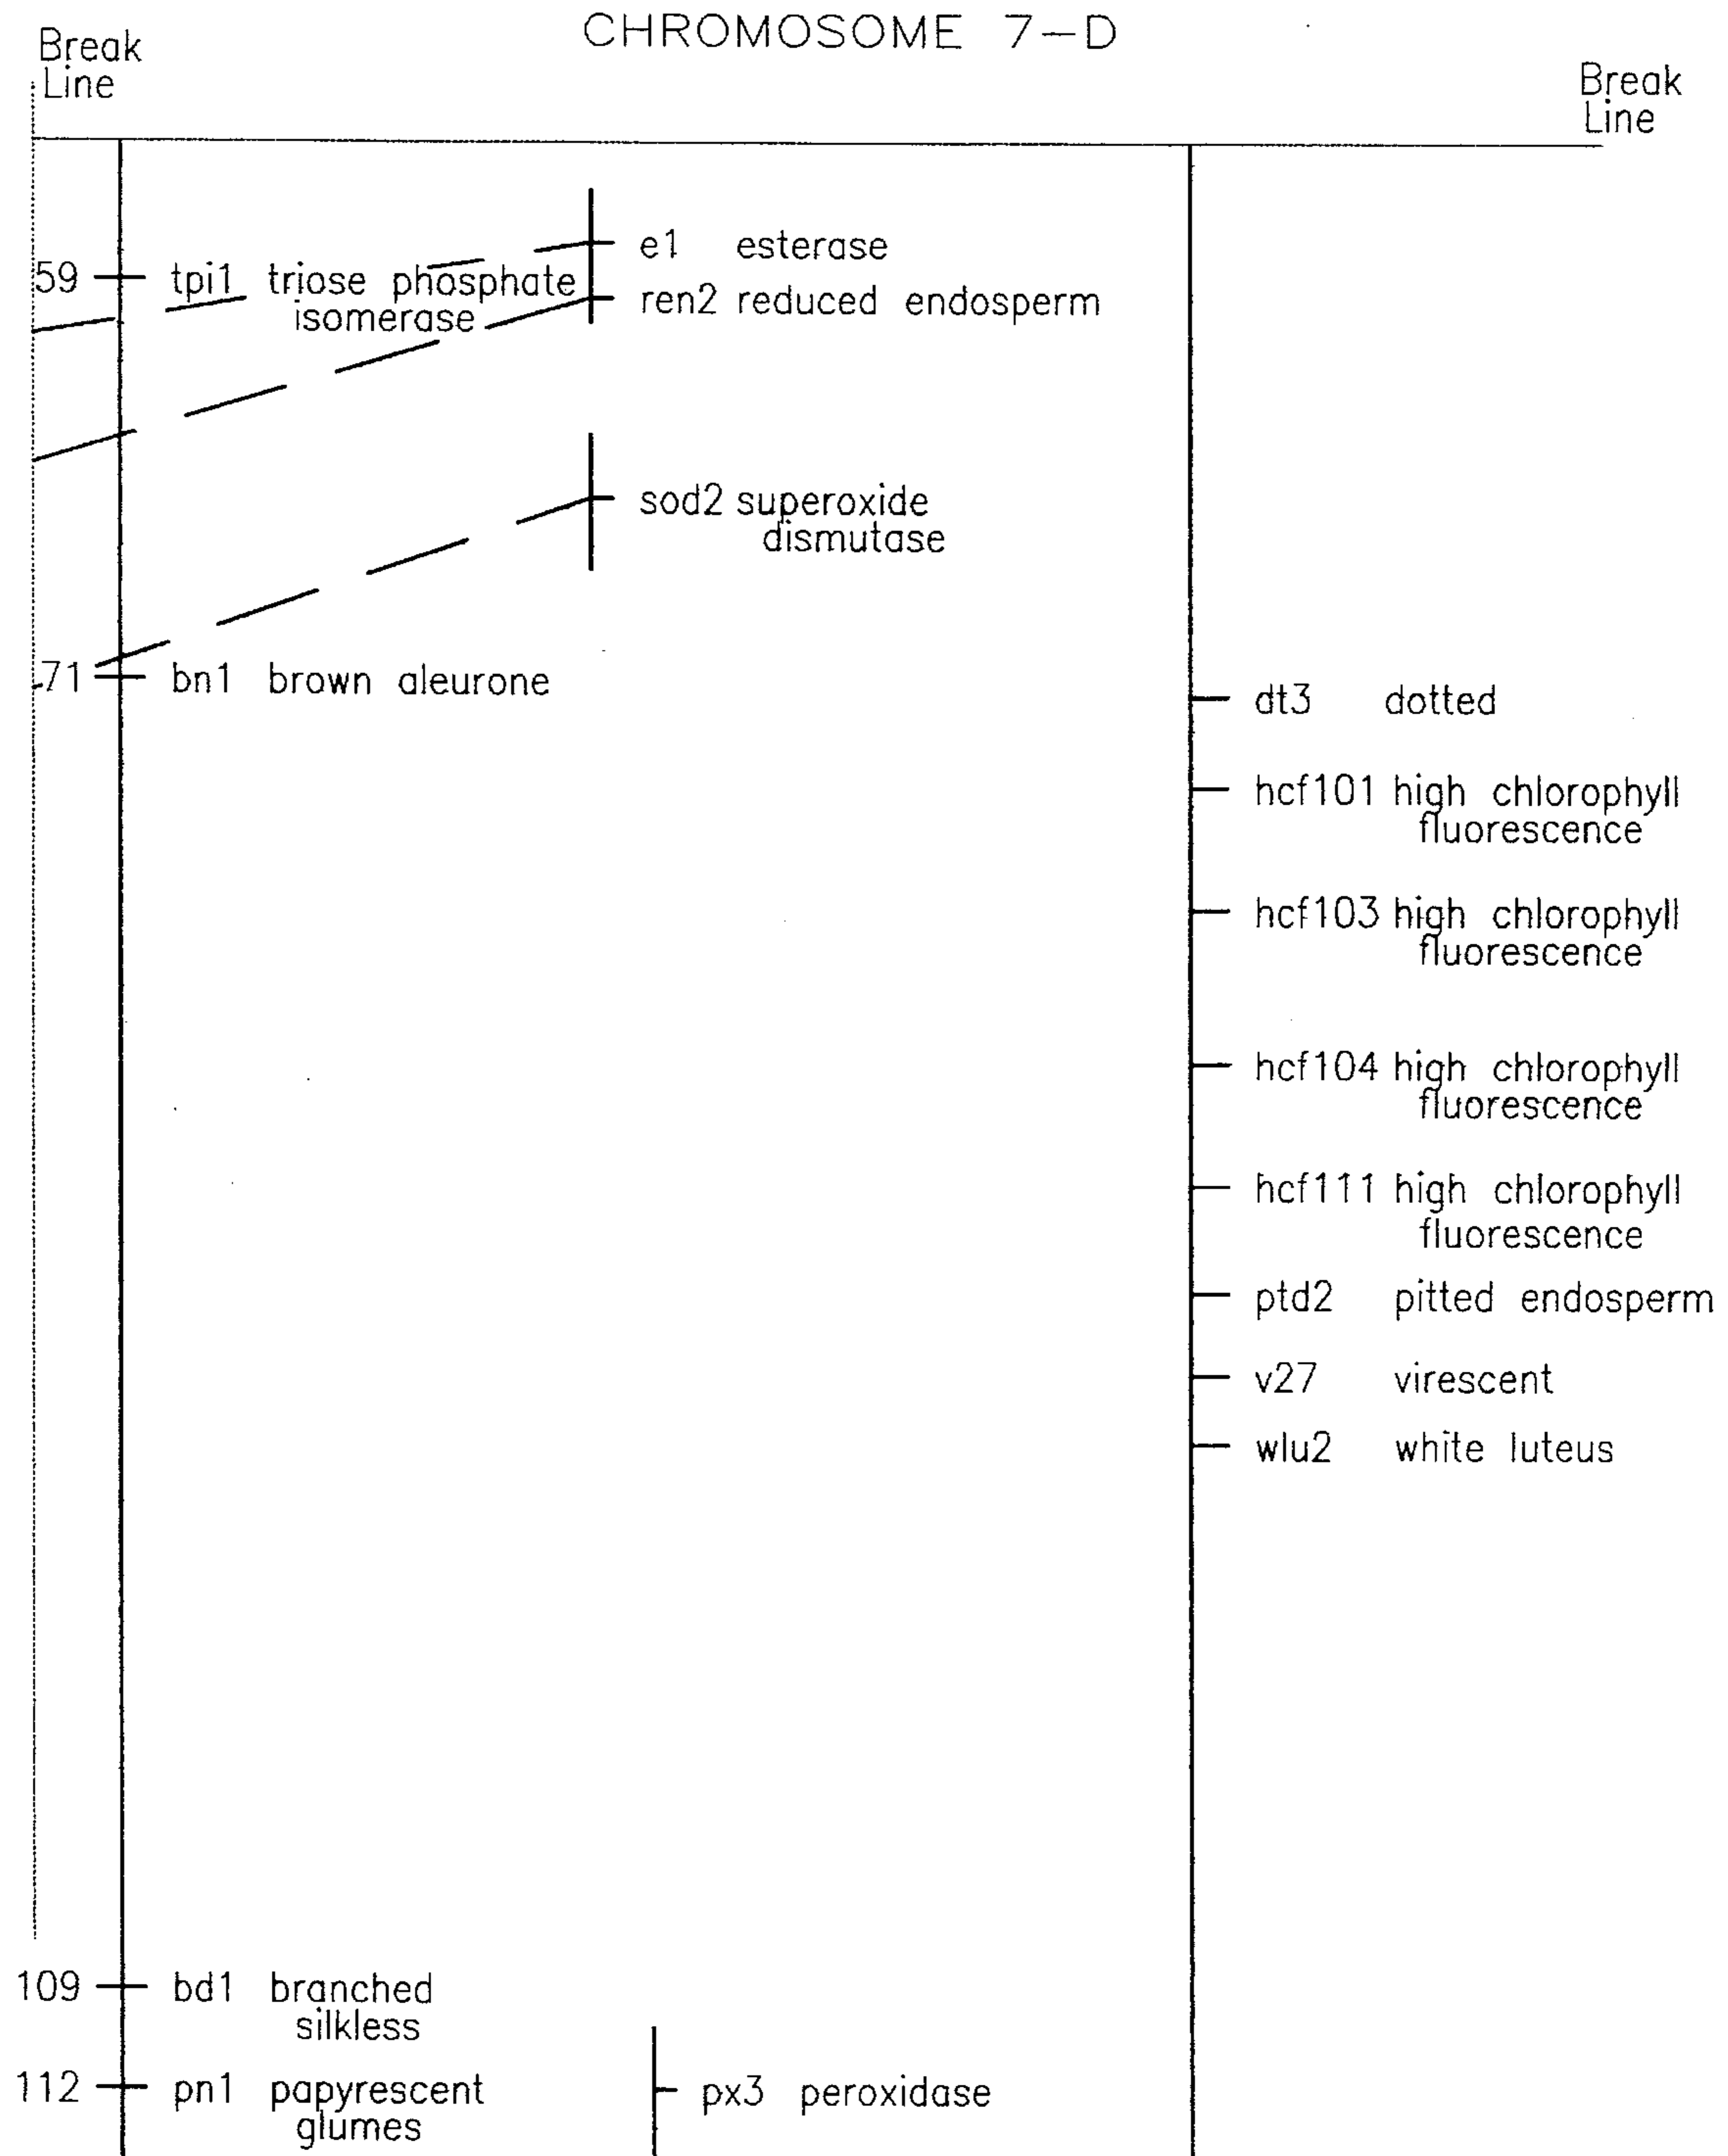 CHROMOSOME 7-D
Break
Line
Break
Line
e1 esterase
59 tpi1 triose phosphate
isomerase
ren2 reduced endosperm
sod2 superoxide
dismutase
71 bn1 brown aleurone
dt3 dotted
hcf101 high chlorophyll
fluorescence
hcf103 high chlorophyll
fluorescence
hcf104 high chlorophyll
fluorescence
hcf111 high chlorophyll
fluorescence
ptd2 pitted endosperm
v27 virescent
wlu2 white luteus
109 bd1 branched
silkless
112 pn1 papyrescent
glumes
px3 peroxidase